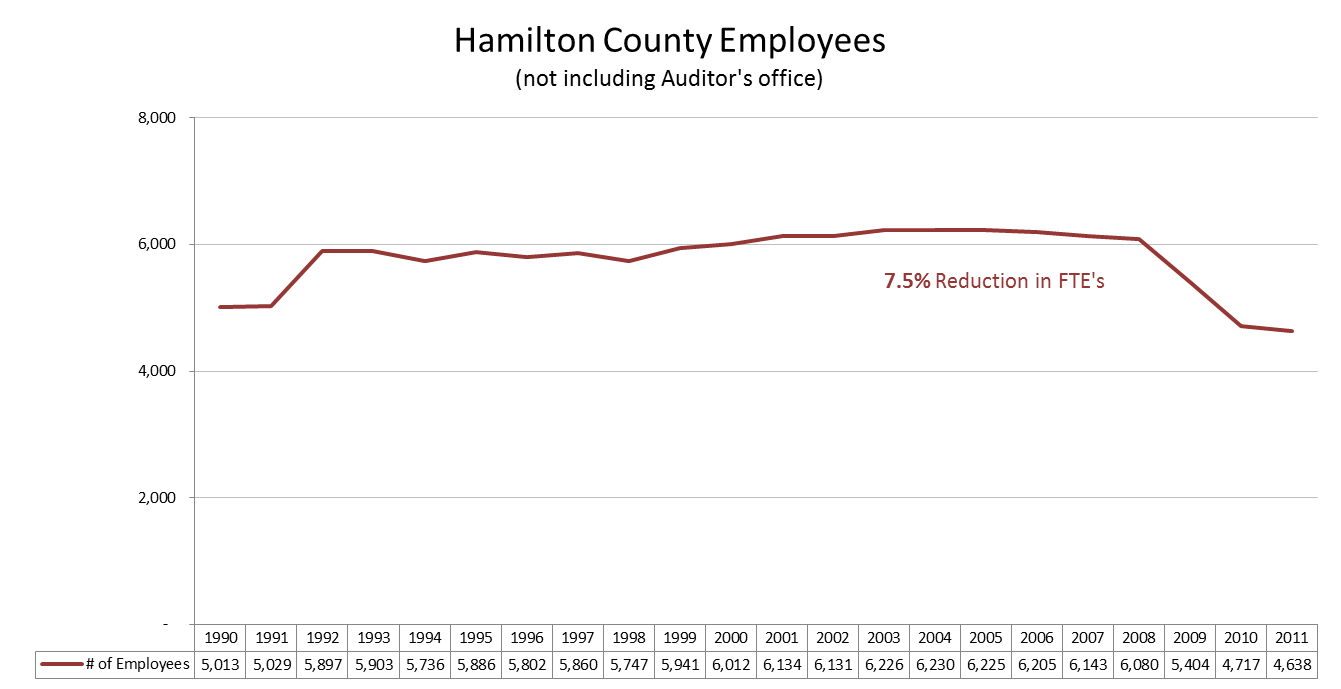 Hamilton County Employees
(not including Auditor's office)
8,000
6,000
7.5% Reduction in FTE's
4,000
2,000
-
1990 1991 1992 1993 1994 1995 1996 1997 1998 1999 2000 2001 2002 2003 2004 2005 2006 2007 2008 2009 2010 2011
# of Employees 5,013 5,029 5,897 5,903 5,736 5,886 5,802 5,860 5,747 5,941 6,012 6,134 6,131 6,226 6,230 6,225 6,205 6,143 6,080 5,404 4,717 4,638